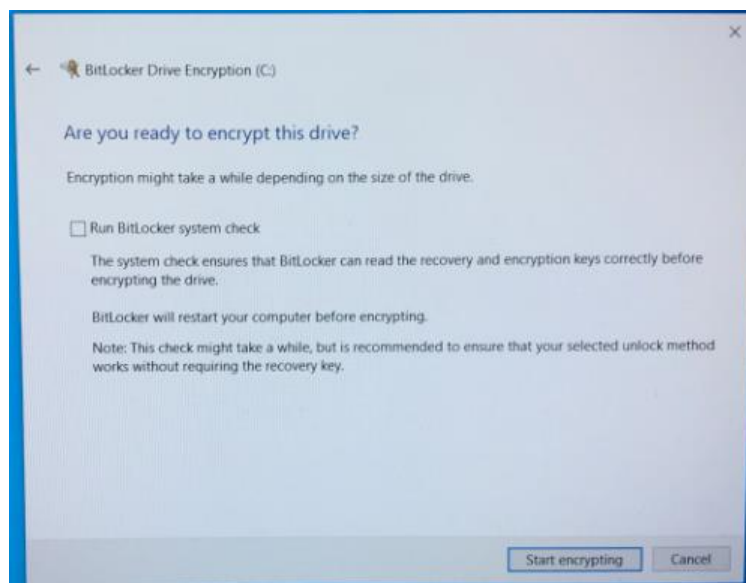 BitLocker Drive Encryption (C:)
Are you ready to encrypt this drive?
Encryption might take a while depending on the size of the drive.
Run BitLocker system check
The system check ensures that BitLocker can read the recovery and encryption keys correctly before
encrypting the drive.
BitLocker will restart your computer before encrypting.
Note: This check might take a while, but is recommended to ensure that your selected unlock method
works without requiring the recovery key.
Start encrypting
Cancel